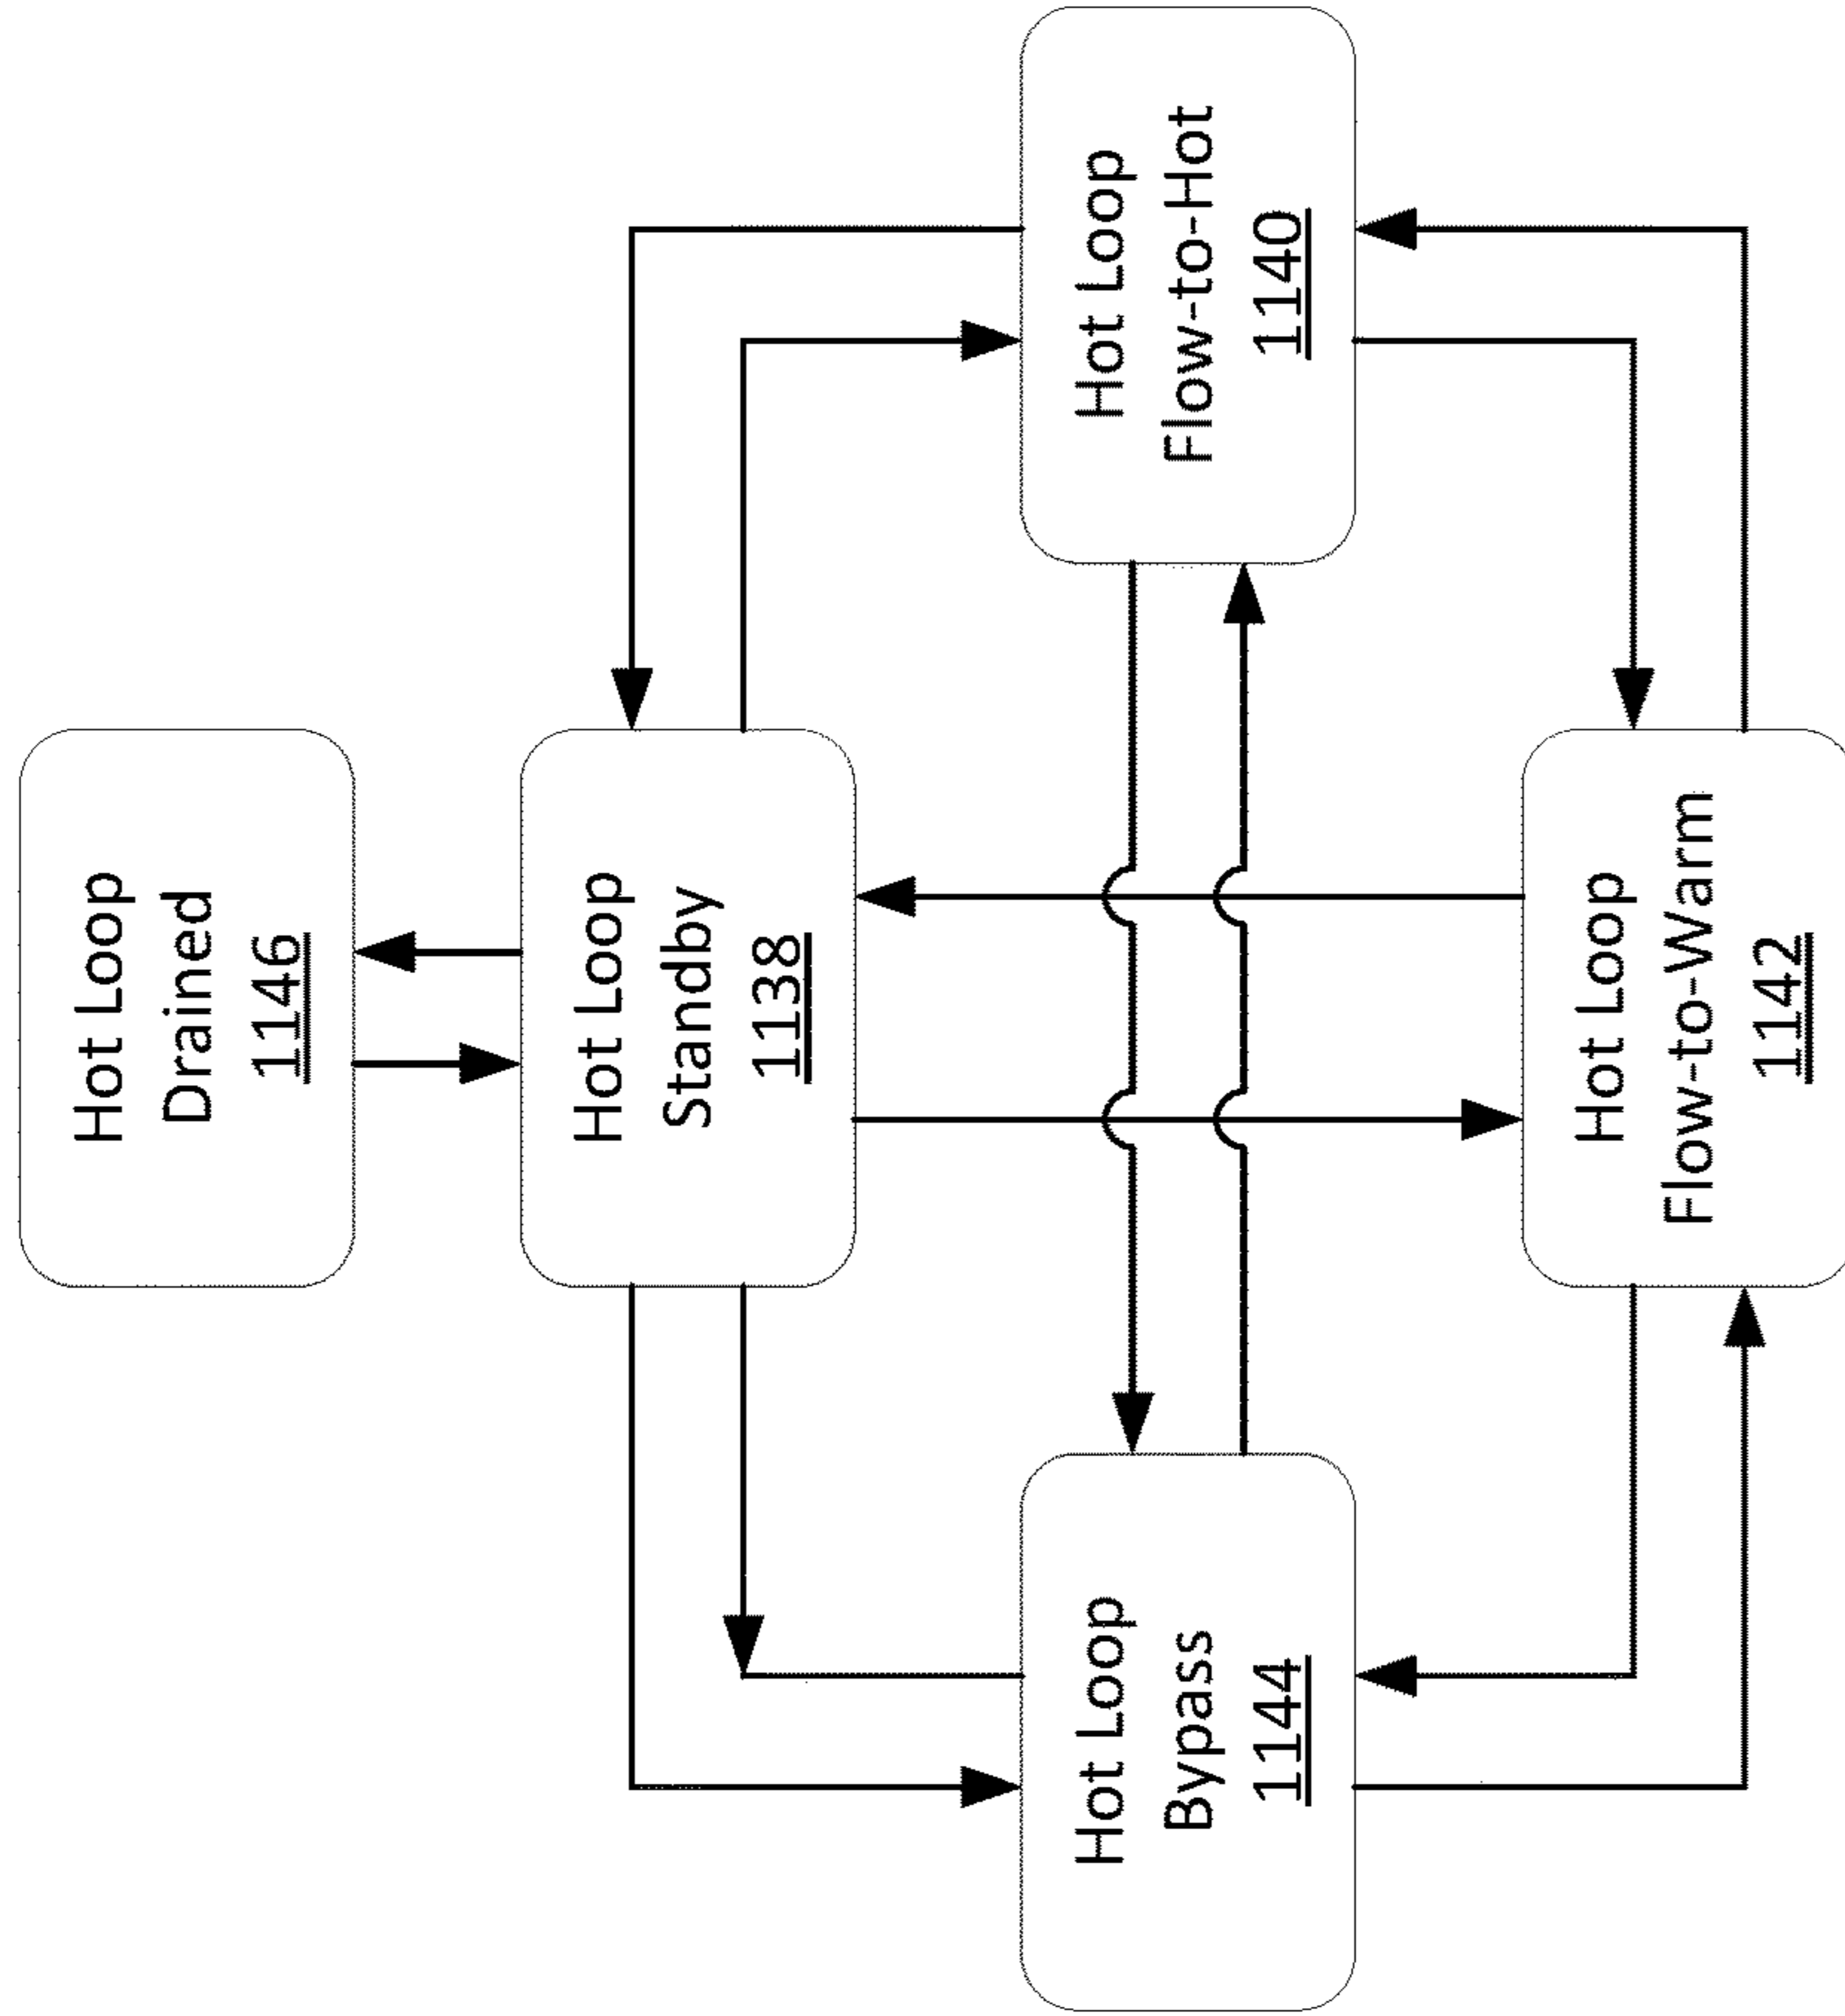 Hot Loop
Drained
1146
Hot Loop
Standby
1138
Hot Loop
Bypass
1144
Hot Loop
Flow-to-Hot
1140
Hot Loop
Flow-to-Warm
1142